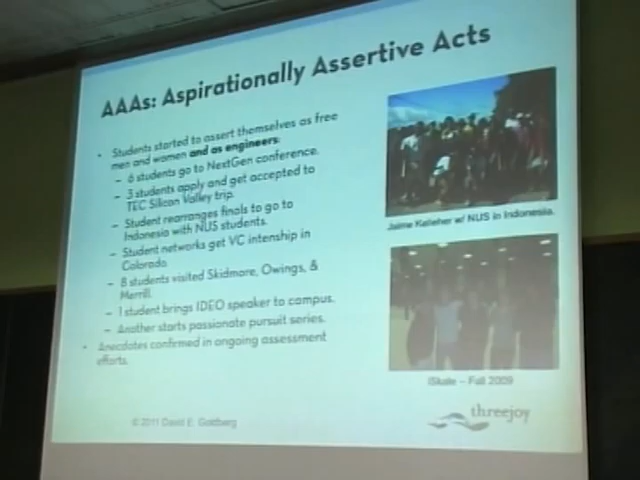 AAAs: Aspirationally Assertive Acts
• Students started to assert themselves as free
men and women and as engineers:
– 6 students go to NextGen conference.
– 3 students apply and get accepted to
TEC Silicon Valley trip.
– Student rearranges finals to go to
Indonesia with NUS students.
– Student networks get VC intenship in
Colorado
– 8 students visited Skidmore, Owings, &
Merrill.
– 1 student brings IDEO speaker to campus.
– Another starts passionate pursuit series.
• Anecdotes confirmed in ongoing assessment
efforts.
Jaime Kelleher w/ NUS in Indonesia.
iSkate – Fall 2009
© 2011 David E. Goldberg
threejoy